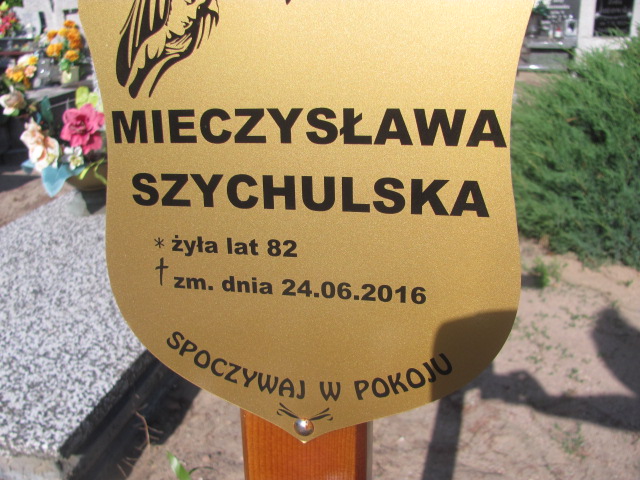 MIECZYSŁAWA
SZYCHULSKA
* żyła lat 82
† zm. dnia 24.06.2016
SPOCZYWAJ W POKOJU